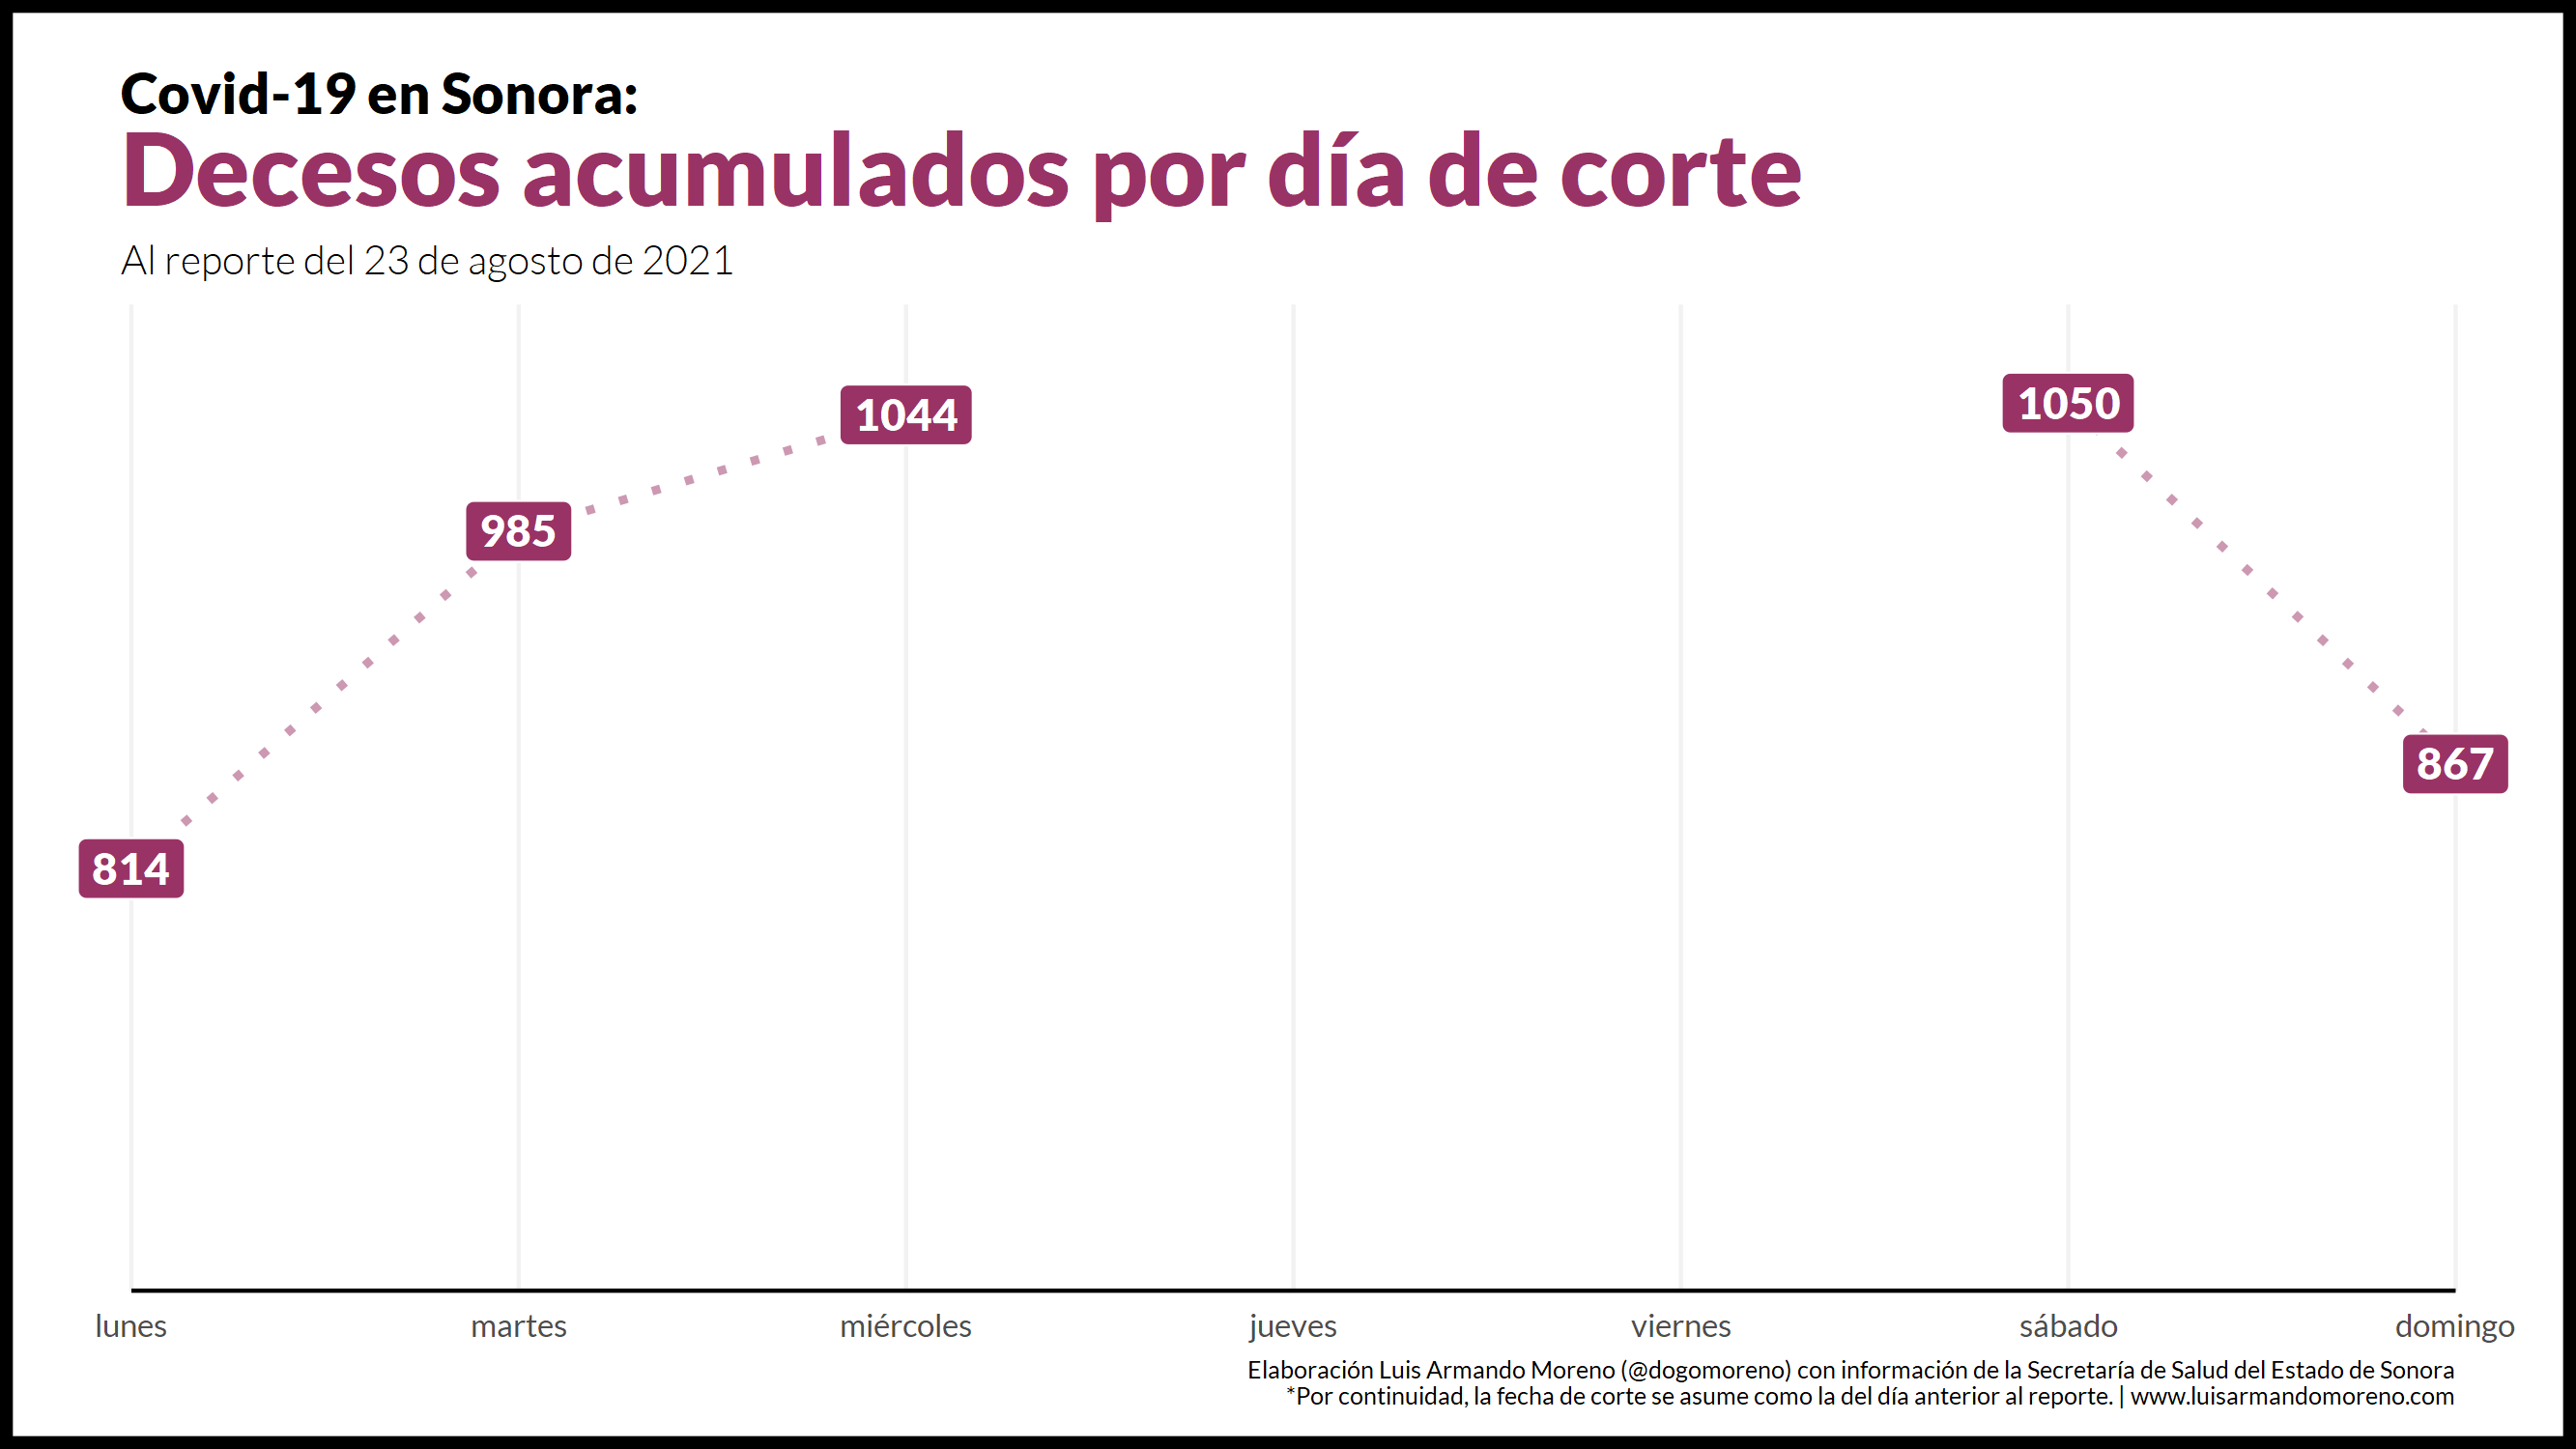 Covid-19 en Sonora:
Decesos acumulados por día de corte
Al reporte del 23 de agosto de 2021
1050
1044
985
867
814
lunes martes miércoles jueves viernes sábado domingo
Elaboración Luis Armando Moreno (@dogomoreno) con información de la Secretaría de Salud del Estado de Sonora
*Por continuidad, la fecha de corte se asume como la del día anterior al reporte. | www.luisarmandomoreno.com